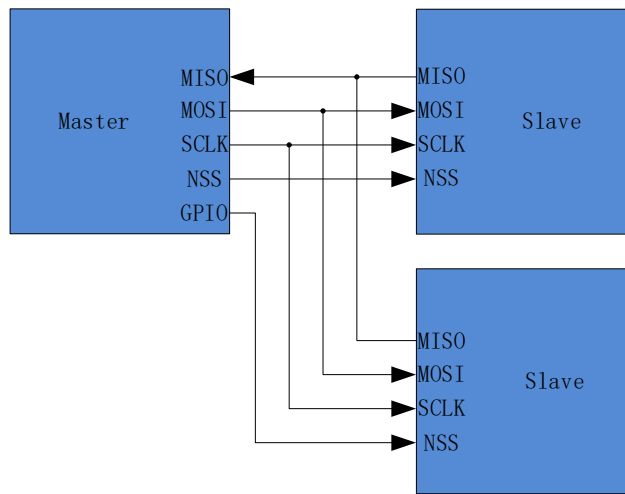 MISO
MOSI
Master
SCLK
NSS
GPIO
MISO
MOSI
Slave
SCLK
NSS
MISO
MOSI
Slave
SCLK
NSS